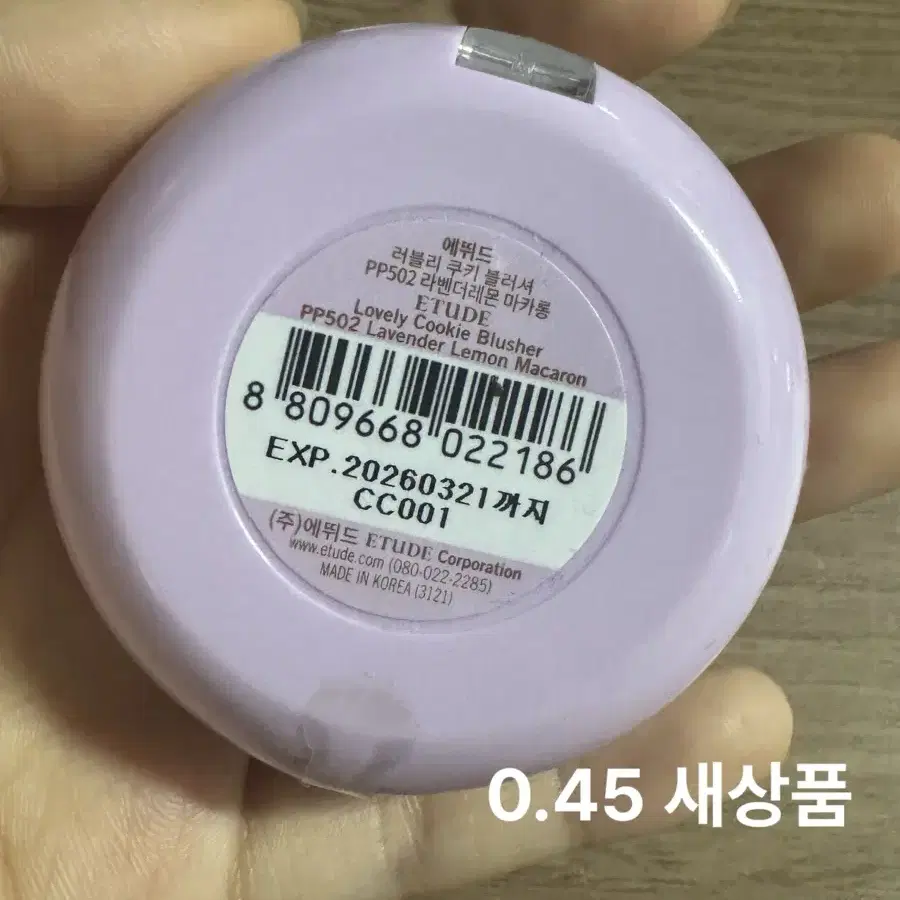 에뛰드
러블리 쿠키 블러셔
PP502 라벤더레몬 마카롱
ETUDE
Lovely Cookie Blusher
PP502 Lavender Lemon Macaron
8 809668 022186
EXP.20260321까지
CC001
(주)에뛰드 ETUDE Corporation
www.etude.com (080-022-2285)
MADE IN KOREA (3121)
0.45 새상품